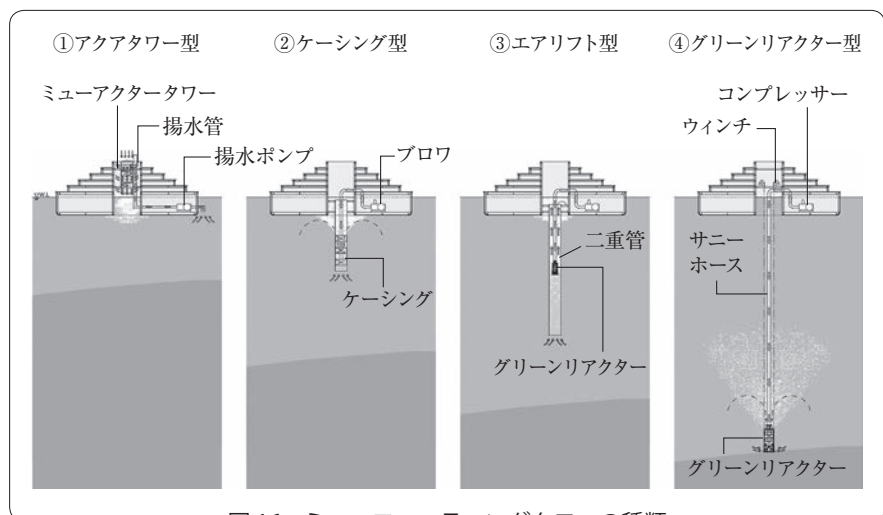 ①アクアタワー型
②ケーシング型
③エアリフト型
④グリーンリアクター型
ミューアクタータワー
揚水管
揚水ポンプ
ブロワ
ケーシング
二重管
グリーンリアクター
コンプレッサー
ウィンチ
サニー
ホース
グリーンリアクター